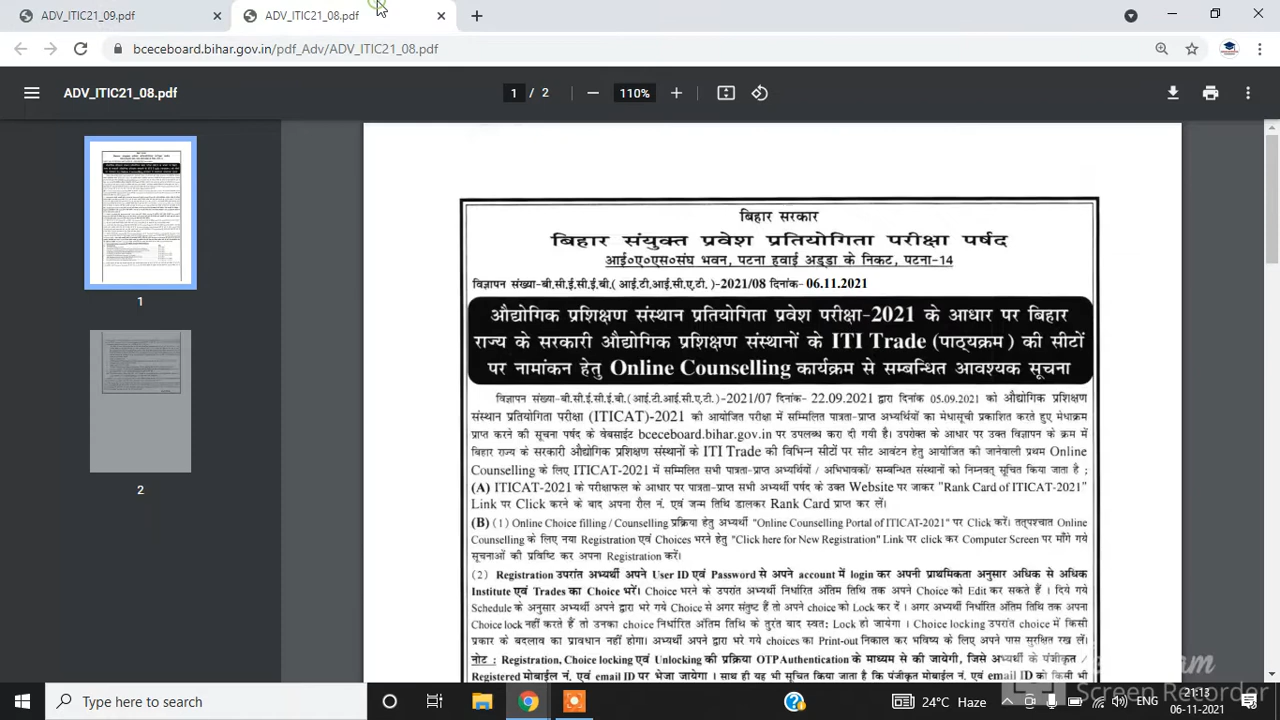 ADV_ITIC21_09.pdf
ADV_ITIC21_08.pdf
bceceboard.bihar.gov.in/pdf_Adv/ADV_ITIC21_08.pdf
ADV_ITIC21_08.pdf
1 / 2
110%
1
2
बिहार सरकार
बिहार संयुक्त प्रवेश प्रतियोगिता परीक्षा पर्षद
आई०ए०एस०संघ भवन, पटना हवाई अड्डा के निकट, पटना-14
विज्ञापन संख्या-बी.सी.ई.सी.ई.बी.( आई.टी.आई.सी.ए.टी. )-2021/08 दिनांक- 06.11.2021
औद्योगिक प्रशिक्षण संस्थान प्रतियोगिता प्रवेश परीक्षा-2021 के आधार पर बिहार
राज्य के सरकारी औद्योगिक प्रशिक्षण संस्थानों के ITI Trade (पाठ्यक्रम) की सीटों
पर नामांकन हेतु Online Counselling कार्यक्रम से सम्बन्धित आवश्यक सूचना
विज्ञापन संख्या-बी.सी.ई.सी.ई.बी.(आई.टी.आई.सी.ए.टी.)-2021/07 दिनांक- 22.09.2021 द्वारा दिनांक 05.09.2021 को औद्योगिक प्रशिक्षण
संस्थान प्रतियोगिता परीक्षा (ITICAT)-2021 को आयोजित परीक्षा में सम्मिलित पात्रता-प्राप्त अभ्यर्थियों का मेधासूची प्रकाशित करते हुए मेधाक्रम
प्राप्त करने की सूचना पर्षद के वेबसाईट bceceboard.bihar.gov.in पर उपलब्ध करा दी गयी है। उपरोक्त के आधार पर उक्त विज्ञापन के क्रम में
बिहार राज्य के सरकारी औद्योगिक प्रशिक्षण संस्थानों के ITI Trade की विभिन्न सीटों पर सीट आवंटन हेतु आयोजित की जानेवाली प्रथम Online
Counselling के लिए ITICAT-2021 में सम्मिलित सभी पात्रता-प्राप्त अभ्यर्थियों / अभिभावकों/ सम्बन्धित संस्थानों को निम्नवत् सूचित किया जाता है ;
(A) ITICAT-2021 के परीक्षाफल के आधार पर पात्रता-प्राप्त सभी अभ्यर्थी पर्षद के उक्त Website पर जाकर "Rank Card of ITICAT-2021"
Link पर Click करने के बाद अपना रौल नं. एवं जन्म तिथि डालकर Rank Card प्राप्त कर लें।
(B) (1) Online Choice filling / Counselling प्रक्रिया हेतु अभ्यर्थी "Online Counselling Portal of ITICAT-2021" पर Click करें। तत्पश्चात Online
Counselling के लिए नया Registration एवं Choices भरने हेतु "Click here for New Registration" Link पर click कर Computer Screen पर माँगे गये
सूचनाओं की प्रविष्टि कर अपना Registration करें।
(2) Registration उपरांत अभ्यर्थी अपने User ID एवं Password से अपने account में login कर अपनी प्राथमिकता अनुसार अधिक से अधिक
Institute एवं Trades का Choice भरें। Choice भरने के उपरांत अभ्यर्थी निर्धारित अंतिम तिथि तक अपने Choice को Edit कर सकते हैं । दिये गये
Schedule के अनुसार अभ्यर्थी अपने द्वारा भरे गये Choice से अगर संतुष्ट हैं तो अपने choice को Lock कर दें । अगर अभ्यर्थी निर्धारित अंतिम तिथि तक अपना
Choice lock नहीं करते हैं तो उनका choice निर्धारित अंतिम तिथि के तुरंत बाद स्वत: Lock हो जायेगा । Choice locking उपरांत choice में किसी
प्रकार के बदलाव का प्रावधान नहीं होगा। अभ्यर्थी अपने द्वारा भरे गये choices का Print-out निकाल कर भविष्य के लिए अपने पास सुरक्षित रख लें।
नोट : Registration, Choice locking एवं Unlocking की प्रक्रिया OTP Authentication के माध्यम से की जायेगी, जिसे अभ्यर्थी के पंजीकृत /
Registered मोबाईल नं. एवं email ID पर भेजा जायेगा । साथ ही यह भी सूचित किया जाता है कि पंजीकृत मोबाईल नं. एवं email ID को किसी भी
Screen Recorder
Type here to search
24°C Haze
ENG
21:13
06-11-2021